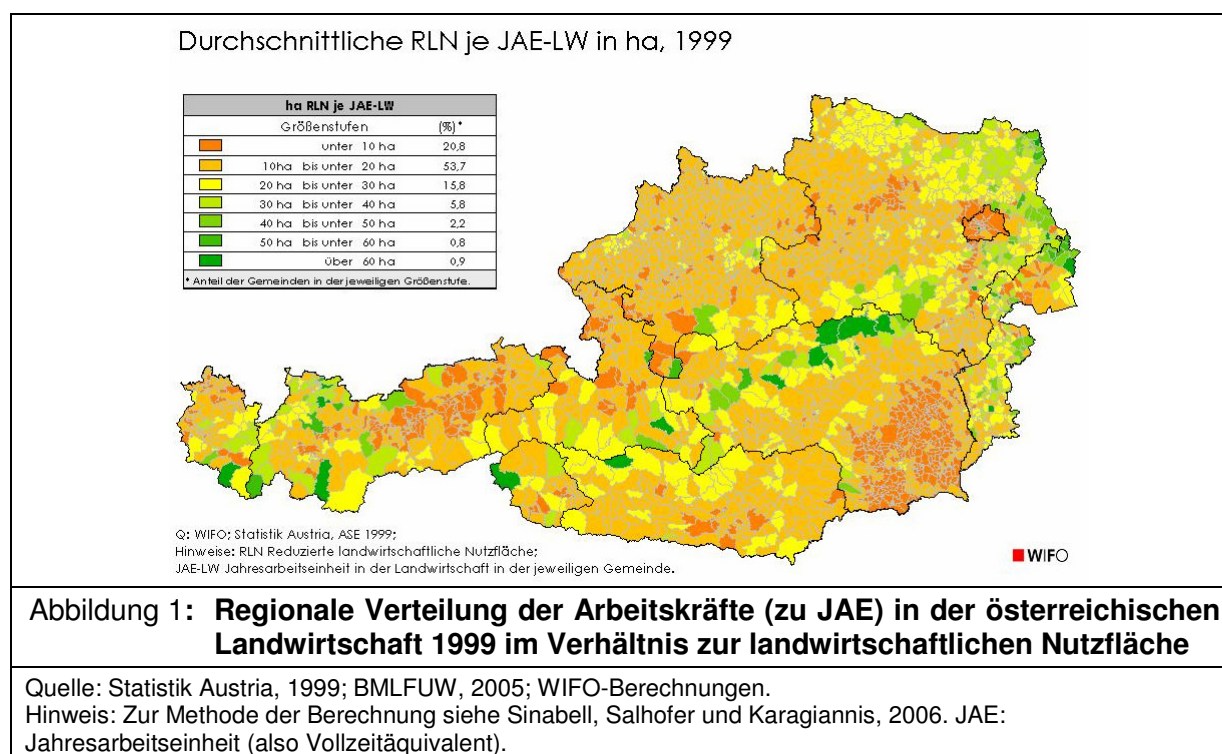 Durchschnittliche RLN je JAE-LW in ha, 1999
ha RLN je JAE-LW
Größenstufen (%)*
unter 10 ha 20,8
10ha bis unter 20 ha 53,7
20 ha bis unter 30 ha 15,8
30 ha bis unter 40 ha 5,8
40 ha bis unter 50 ha 2,2
50 ha bis unter 60 ha 0,8
über 60 ha 0,9
* Anteil der Gemeinden in der jeweiligen Größenstufe.
Q: WIFO; Statistik Austria, ASE 1999;
Hinweise: RLN Reduzierte landwirtschaftliche Nutzfläche;
JAE-LW Jahresarbeitseinheit in der Landwirtschaft in der jeweiligen Gemeinde.
WIFO
Abbildung 1: Regionale Verteilung der Arbeitskräfte (zu JAE) in der österreichischen
Landwirtschaft 1999 im Verhältnis zur landwirtschaftlichen Nutzfläche
Quelle: Statistik Austria, 1999; BMLFUW, 2005; WIFO-Berechnungen.
Hinweis: Zur Methode der Berechnung siehe Sinabell, Salhofer und Karagiannis, 2006. JAE:
Jahresarbeitseinheit (also Vollzeitäquivalent).